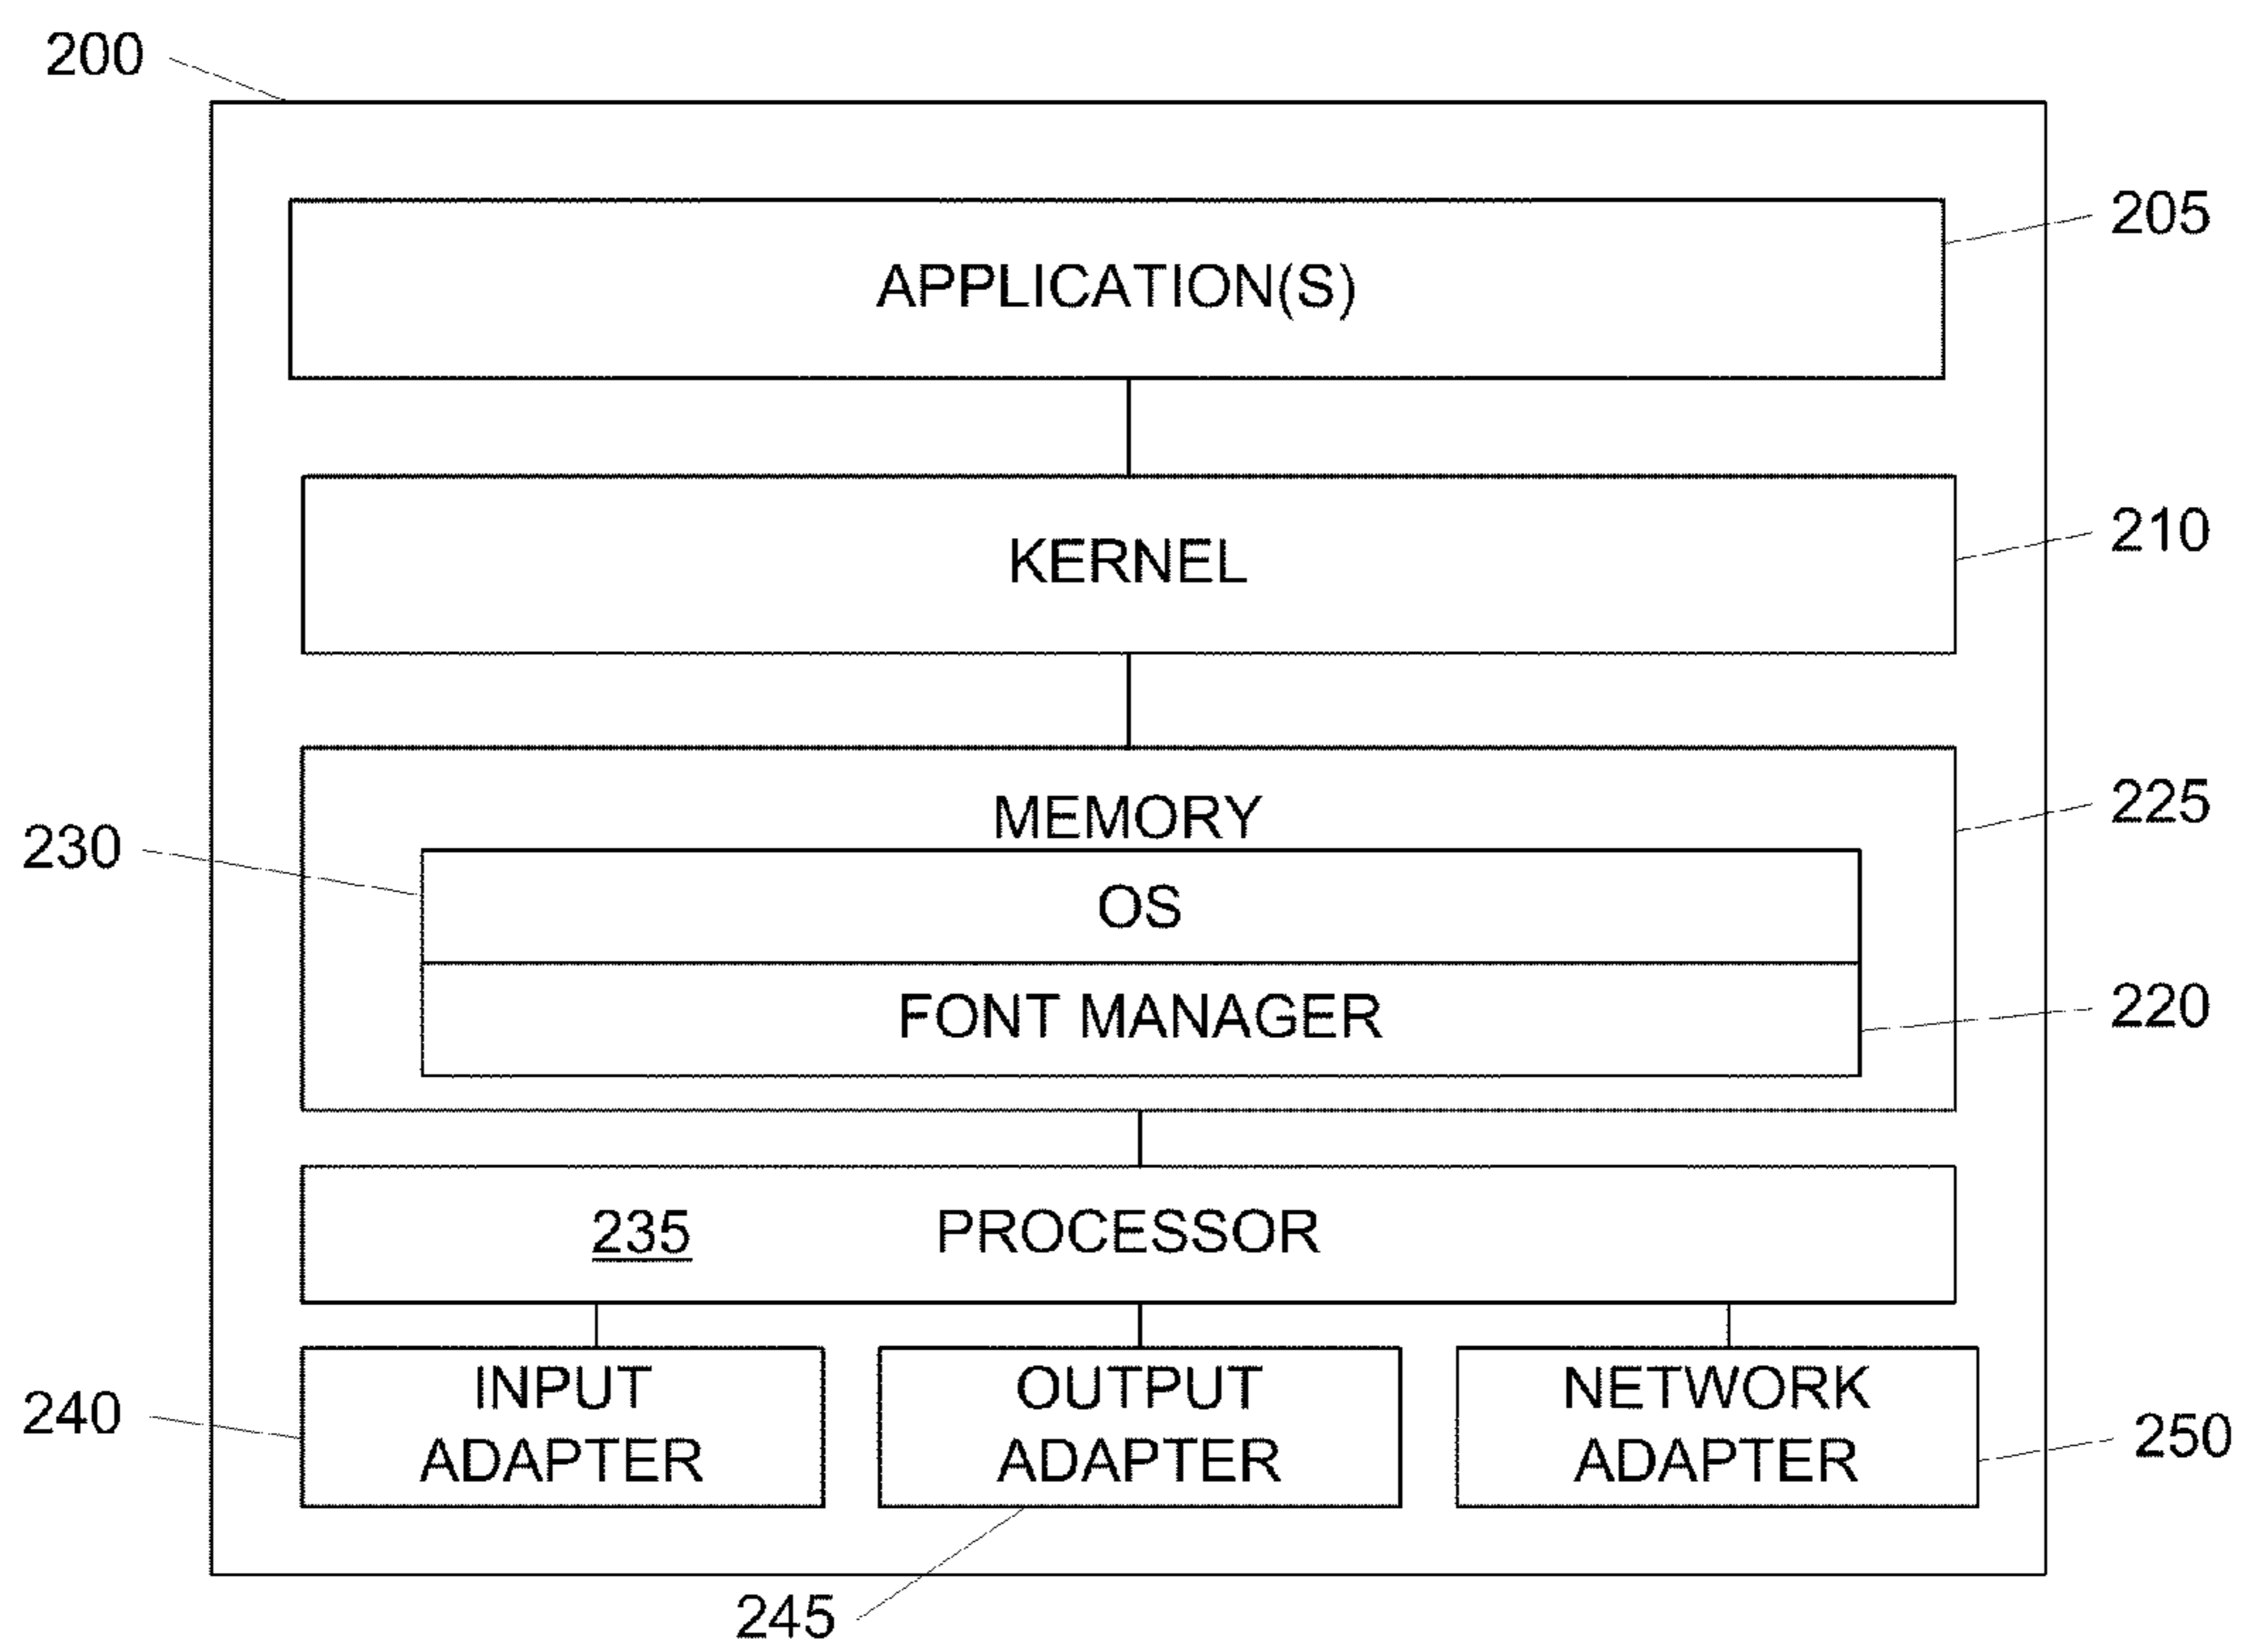 200
205
APPLICATION(S)
210
KERNEL
225
MEMORY
230
OS
220
FONT MANAGER
235 PROCESSOR
240
INPUT
ADAPTER
OUTPUT
ADAPTER
NETWORK
ADAPTER
250
245